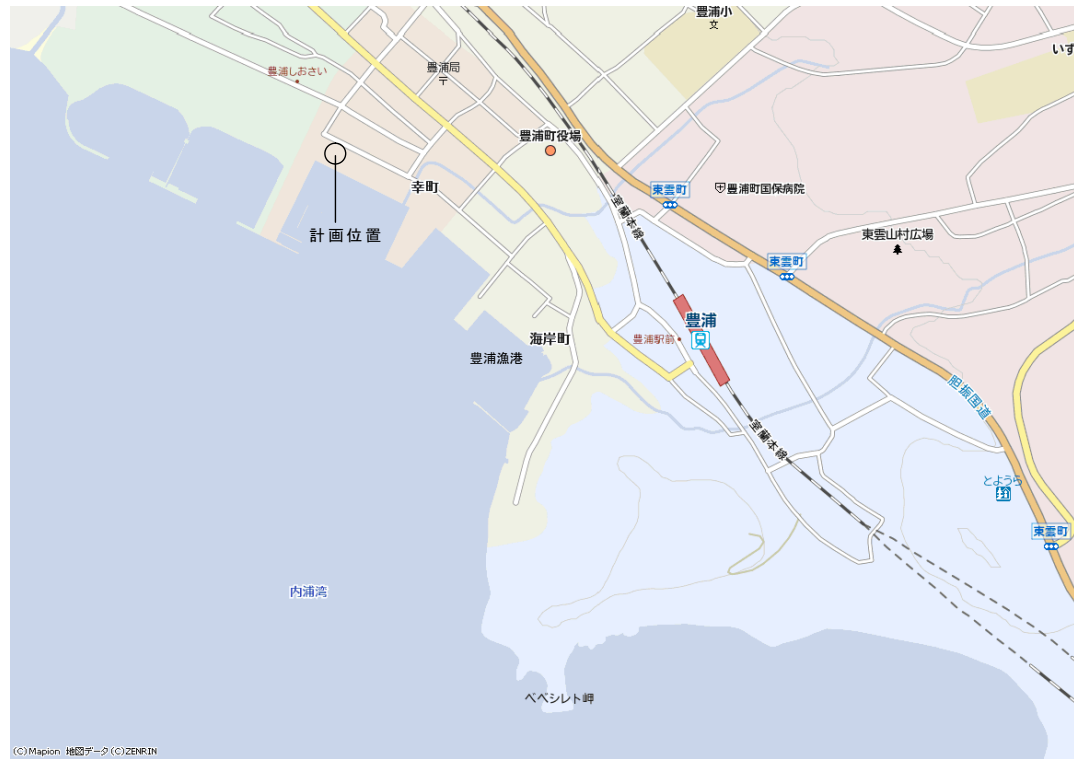 豊浦小
文
いず
豊浦局
〒
豊浦しおさい
豊浦町役場
幸町
計画位置
室蘭本線
東雲町
豊浦町国保病院
東雲山村広場
東雲町
豊浦
豊浦駅前
海岸町
豊浦漁港
胆振国道
室蘭本線
とようら
東雲町
内浦湾
ベベシレト岬
(C)Mapion 地図データ(C)ZENRIN